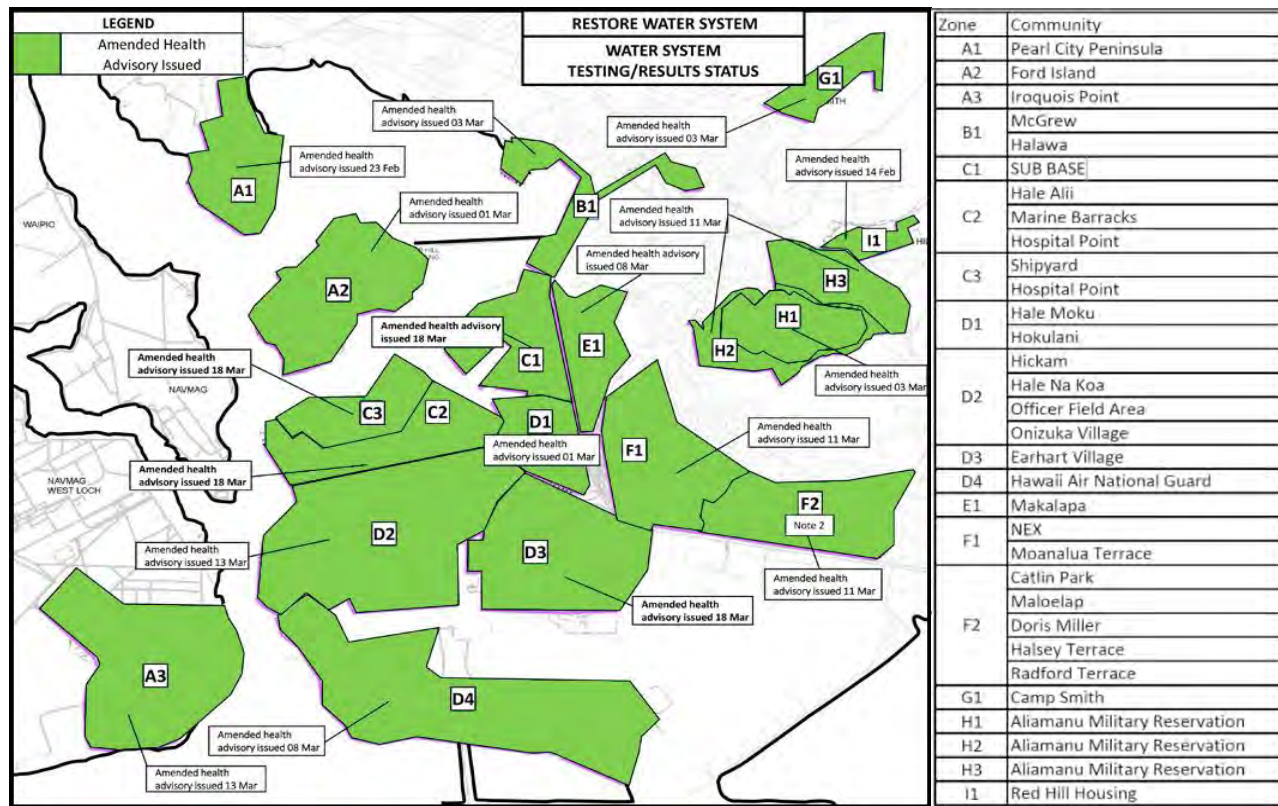 LEGEND
Amended Health
Advisory Issued
RESTORE WATER SYSTEM
WATER SYSTEM
TESTING/RESULTS STATUS
G1
Amended health
advisory issued 03 Mar
Amended health
advisory issued 03 Mar
Amended health
advisory issued 23 Feb
A1
Amended health
advisory issued 14 Feb
Amended health
advisory issued 01 Mar
B1
Amended health
advisory issued 11 Mar
WAIPIO
I1
Amended health advisory
issued 08 Mar
A2
H3
Amended health advisory
issued 18 Mar
H1
E1
H2
C1
Amended health
advisory issued 18 Mar
Amended health
advisory issued 03 Mar
NAVMAG
C3
C2
D1
Amended health
advisory issued 11 Mar
Amended health
advisory issued 01 Mar
F1
Amended health
advisory issued 18 Mar
NAVMAG
WEST LOCH
F2
Note 2
D2
D3
Amended health
advisory issued 13 Mar
Amended health
advisory issued 11 Mar
Amended health
advisory issued 18 Mar
A3
D4
Amended health
advisory issued 08 Mar
Amended health
advisory issued 13 Mar
Zone Community
A1 Pearl City Peninsula
A2 Ford Island
A3 Iroquois Point
B1 McGrew
Halawa
C1 SUB BASE
C2 Hale Alii
Marine Barracks
Hospital Point
C3 Shipyard
Hospital Point
D1 Hale Moku
Hokulani
D2 Hickam
Hale Na Koa
Officer Field Area
Onizuka Village
D3 Earhart Village
D4 Hawaii Air National Guard
E1 Makalapa
F1 NEX
Moanalua Terrace
F2 Catlin Park
Maloelap
Doris Miller
Halsey Terrace
Radford Terrace
G1 Camp Smith
H1 Aliamanu Military Reservation
H2 Aliamanu Military Reservation
H3 Aliamanu Military Reservation
I1 Red Hill Housing